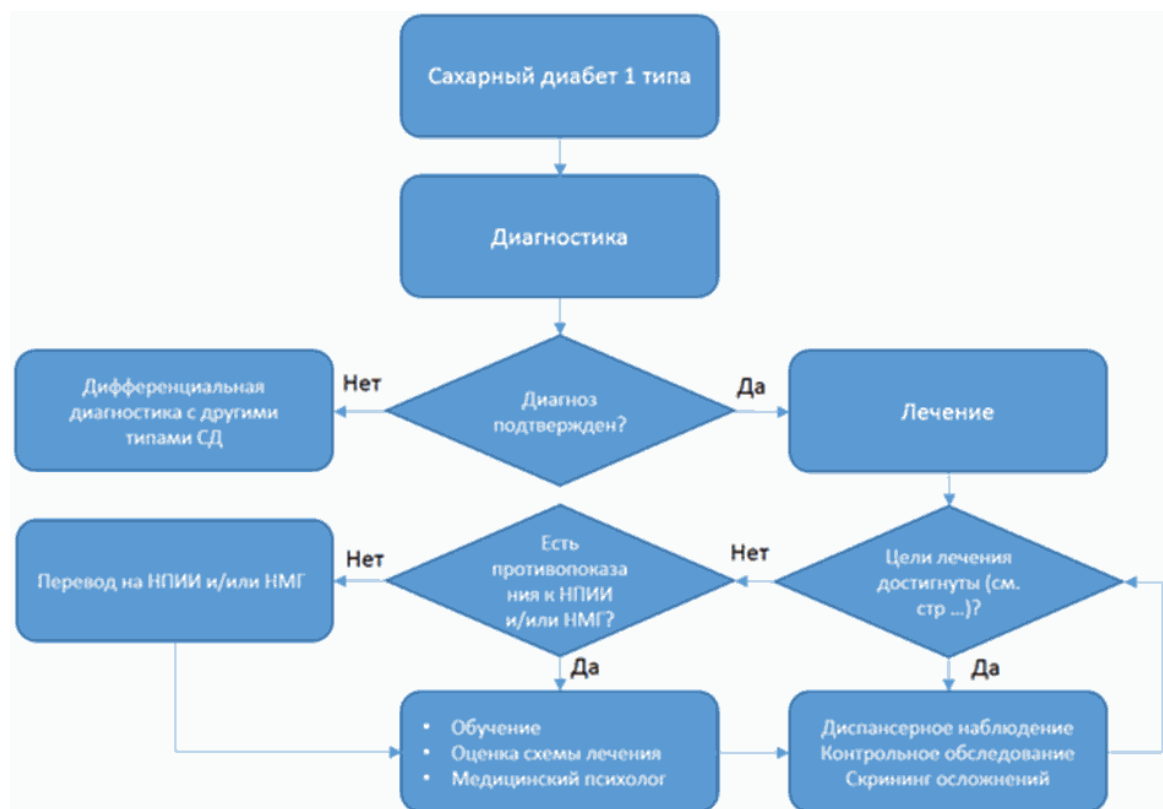 Сахарный диабет 1 типа
Диагностика
Дифференциальная
диагностика с другими
типами СД
Нет
Диагноз
подтвержден?
Да
Лечение
Перевод на НПИИ и/или НМГ
Нет
Есть
противопоказа
ния к НПИИ
и/или НМГ?
Нет
Цели лечения
достигнуты (см.
стр ...)?
Да
Да
• Обучение
• Оценка схемы лечения
• Медицинский психолог
Диспансерное наблюдение
Контрольное обследование
Скрининг осложнений